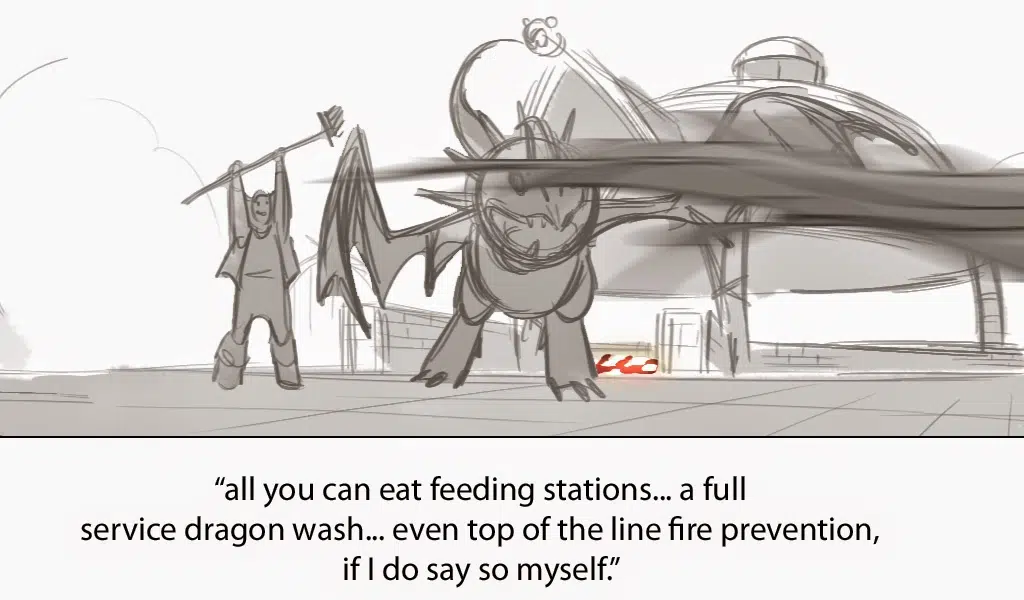 “all you can eat feeding stations... a full
service dragon wash... even top of the line fire prevention,
if I do say so myself.”